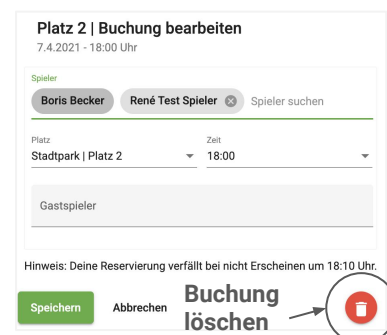 Platz 2 | Buchung bearbeiten
7.4.2021 - 18:00 Uhr
Spieler
Boris Becker René Test Spieler Spieler suchen
Platz Zeit
Stadtpark | Platz 2 18:00
Gastspieler
Hinweis: Deine Reservierung verfällt bei nicht Erscheinen um 18:10 Uhr.
Speichern Abbrechen Buchung
löschen